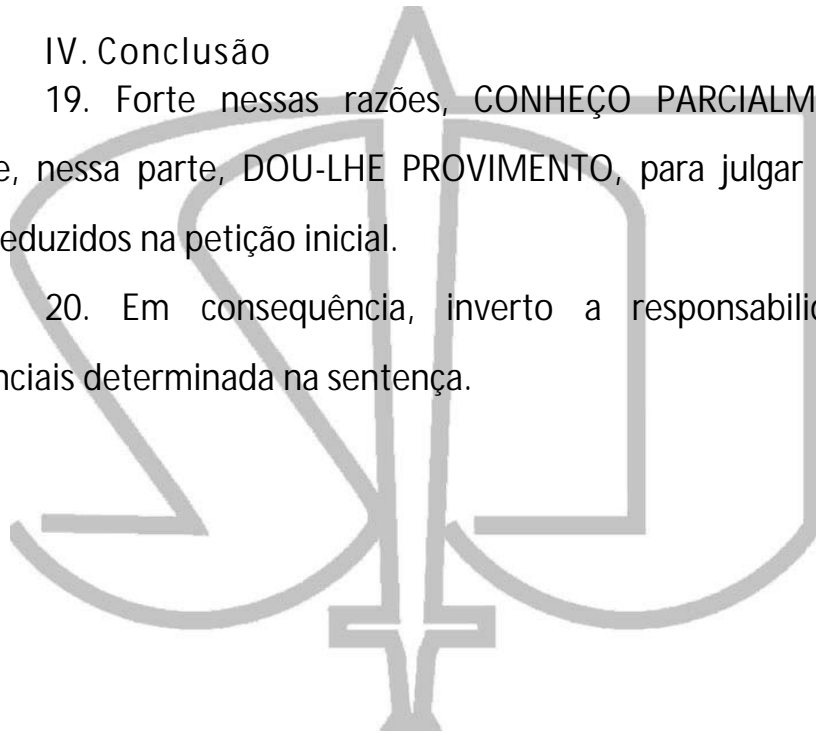 IV. Conclusão
19. Forte nessas razões, CONHEÇO PARCIALM
e, nessa parte, DOU-LHE PROVIMENTO, para julgar
eduzidos na petição inicial.
20. Em consequência, inverto a responsabilid
nciais determinada na sentença.